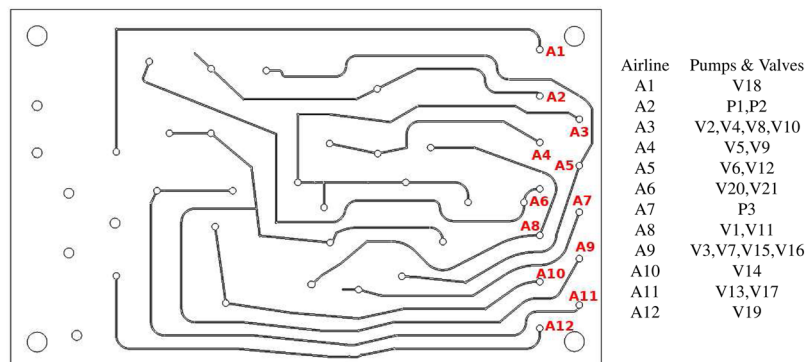 A1
A2
A3
A4
A5
A6
A7
A8
A9
A10
A11
A12
Airline Pumps & Valves
A1 V18
A2 P1,P2
A3 V2,V4,V8,V10
A4 V5,V9
A5 V6,V12
A6 V20,V21
A7 P3
A8 V1,V11
A9 V3,V7,V15,V16
A10 V14
A11 V13,V17
A12 V19